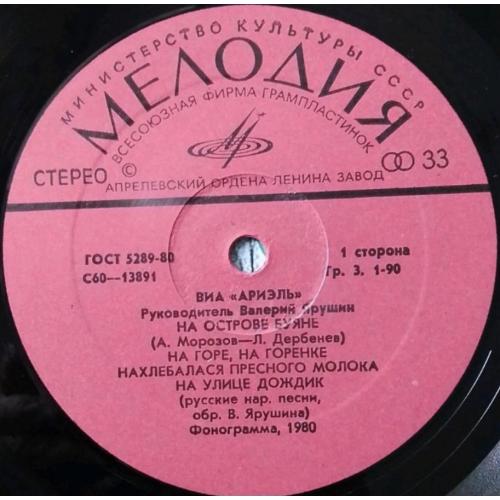 МИНИСТЕРСТВО КУЛЬТУРЫ СССР
МЕЛОДИЯ
ВСЕСОЮЗНАЯ ФИРМА ГРАМПЛАСТИНОК
СТЕРЕО © 33
АПРЕЛЕВСКИЙ ОРДЕНА ЛЕНИНА ЗАВОД
ГОСТ 5289-80 1 сторона
С60—13891 Гр. 3. 1-90
ВИА «АРИЭЛЬ»
Руководитель Валерий Ярушин
НА ОСТРОВЕ БУЯНЕ
(А. Морозов—Л. Дербенев)
НА ГОРЕ, НА ГОРЕНКЕ
НАХЛЕБАЛАСЯ ПРЕСНОГО МОЛОКА
НА УЛИЦЕ ДОЖДИК
(русские нар. песни,
обр. В. Ярушина)
Фонограмма, 1980